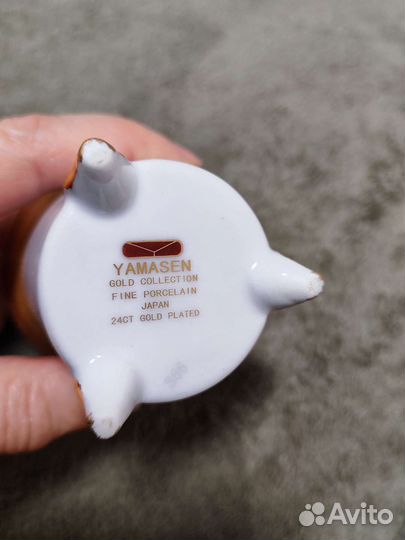 YAMASEN
GOLD COLLECTION
FINE PORCELAIN
JAPAN
24CT GOLD PLATED
Avito